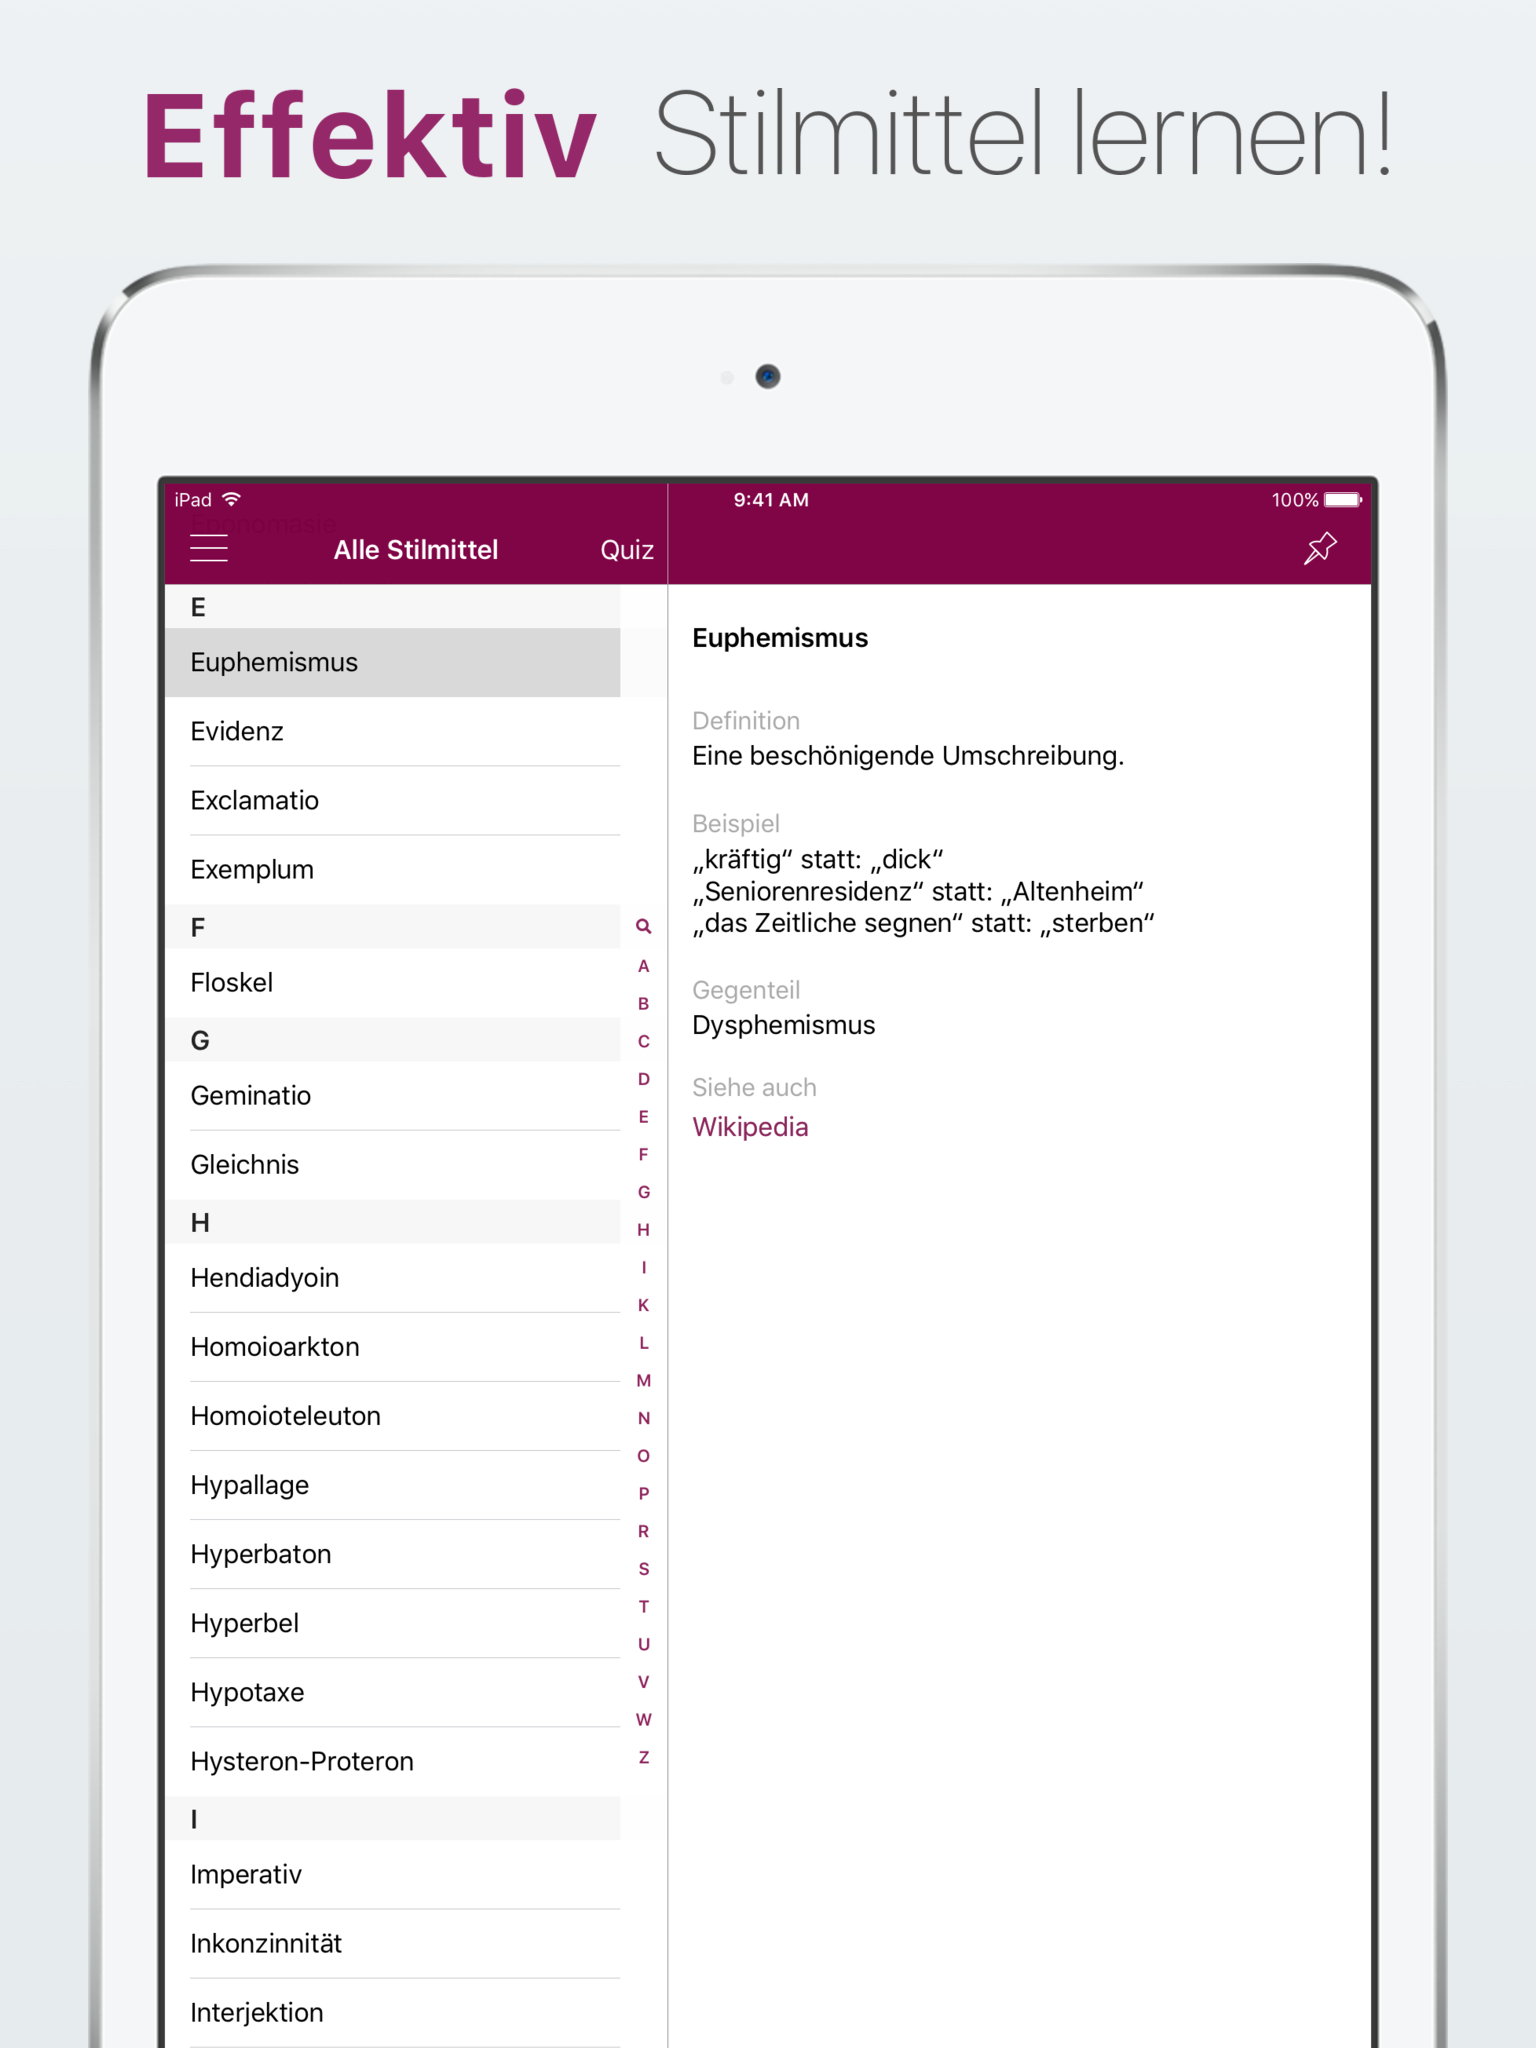 Effektiv Stilmittel lernen!
iPad 9:41 AM 100%
Eponomasie
Alle Stilmittel Quiz
E
Euphemismus
Evidenz
Exclamatio
Exemplum
F
Floskel
G
Geminatio
Gleichnis
H
Hendiadyoin
Homoioarkton
Homoioteleuton
Hypallage
Hyperbaton
Hyperbel
Hypotaxe
Hysteron-Proteron
I
Imperativ
Inkonzinnität
Interjektion
A
B
C
D
E
F
G
H
I
K
L
M
N
O
P
R
S
T
U
V
W
Z
Euphemismus
Definition
Eine beschönigende Umschreibung.
Beispiel
„kräftig“ statt: „dick“
„Seniorenresidenz“ statt: „Altenheim“
„das Zeitliche segnen“ statt: „sterben“
Gegenteil
Dysphemismus
Siehe auch
Wikipedia